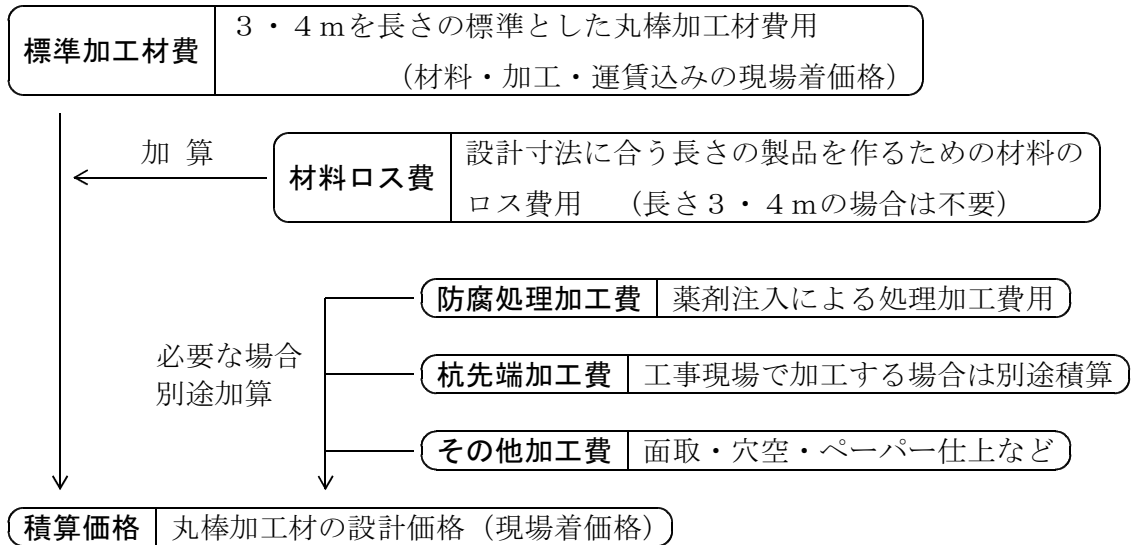 標準加工材費
３・４ｍを長さの標準とした丸棒加工材費用
（材料・加工・運賃込みの現場着価格）
加 算
材料ロス費
設計寸法に合う長さの製品を作るための材料の
ロス費用　（長さ３・４ｍの場合は不要）
必要な場合
別途加算
防腐処理加工費 薬剤注入による処理加工費用
杭先端加工費 工事現場で加工する場合は別途積算
その他加工費 面取・穴空・ペーパー仕上など
積算価格 丸棒加工材の設計価格（現場着価格）